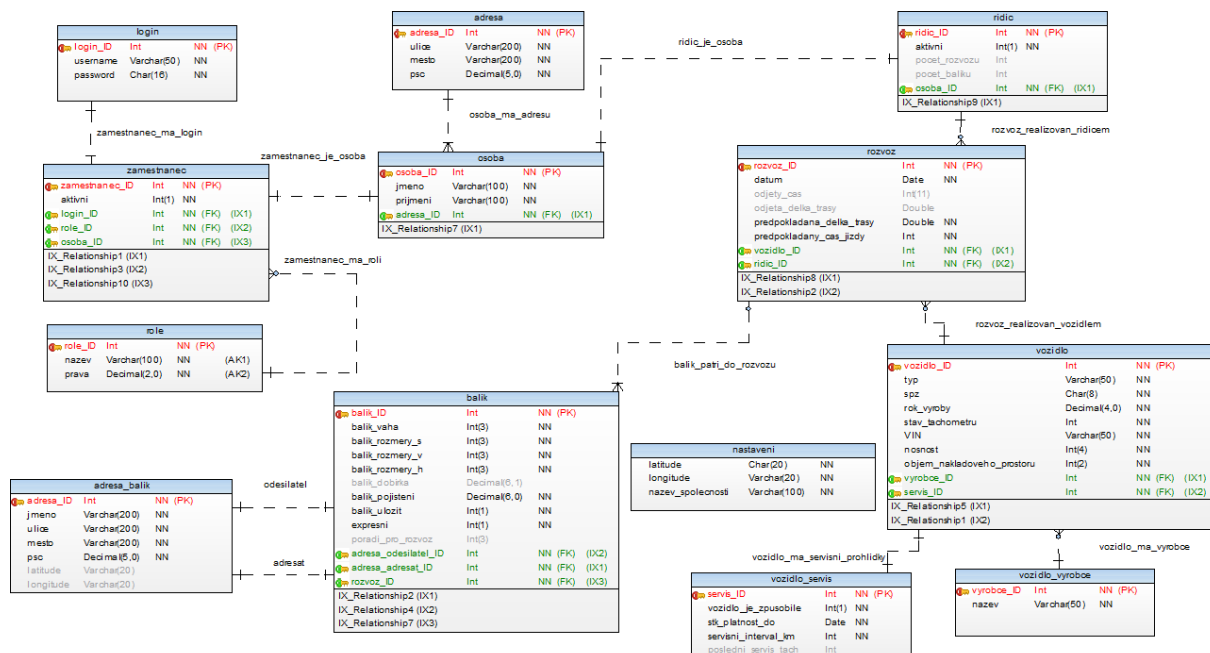 login
login_ID Int NN (PK)
username Varchar(50) NN
password Char(16) NN
adresa
adresa_ID Int NN (PK)
ulice Varchar(200) NN
mesto Varchar(200) NN
psc Decimal(5,0) NN
ridic
ridic_ID Int NN (PK)
aktivni Int(1) NN
pocet_rozvozu Int
pocet_baliku Int
osoba_ID Int NN (FK) (IX1)
IX_Relationship9 (IX1)
ridic_je_osoba
osoba_ma_adresu
zamestnanec_ma_login
zamestnanec_je_osoba
rozvoz_realizovan_ridicem
zamestnanec
zamestnanec_ID Int NN (PK)
aktivni Int(1) NN
login_ID Int NN (FK) (IX1)
role_ID Int NN (FK) (IX2)
osoba_ID Int NN (FK) (IX3)
IX_Relationship1 (IX1)
IX_Relationship3 (IX2)
IX_Relationship10 (IX3)
osoba
osoba_ID Int NN (PK)
jmeno Varchar(100) NN
prijmeni Varchar(100) NN
adresa_ID Int NN (FK) (IX1)
IX_Relationship7 (IX1)
rozvoz
rozvoz_ID Int NN (PK)
datum Date NN
odjety_cas Int(11)
odjeta_delka_trasy Double
predpokladana_delka_trasy Double NN
predpokladany_cas_jizdy Int NN
vozidlo_ID Int NN (FK) (IX1)
ridic_ID Int NN (FK) (IX2)
IX_Relationship8 (IX1)
IX_Relationship2 (IX2)
zamestnanec_ma_roli
rozvoz_realizovan_vozidlem
balik_patri_do_rozvozu
role
role_ID Int NN (PK)
nazev Varchar(100) NN (AK1)
prava Decimal(2,0) NN (AK2)
balik
balik_ID Int NN (PK)
balik_vaha Int(3) NN
balik_rozmery_s Int(3) NN
balik_rozmery_v Int(3) NN
balik_rozmery_h Int(3) NN
balik_dobirka Decimal(6,1)
balik_pojisteni Decimal(6,0) NN
balik_ulozit Int(1) NN
expresni Int(1) NN
poradi_pro_rozvoz Int(3)
adresa_odesilatel_ID Int NN (FK) (IX2)
adresa_adresat_ID Int NN (FK) (IX1)
rozvoz_ID Int NN (FK) (IX3)
IX_Relationship2 (IX1)
IX_Relationship4 (IX2)
IX_Relationship7 (IX3)
vozidlo
vozidlo_ID Int NN (PK)
typ Varchar(50) NN
spz Char(8) NN
rok_vyroby Decimal(4,0) NN
stav_tachometru Int NN
VIN Varchar(50) NN
nosnost Int(4) NN
objem_nakladoveho_prostoru Int(2) NN
vyrobce_ID Int NN (FK) (IX1)
servis_ID Int NN (FK) (IX2)
IX_Relationship5 (IX1)
IX_Relationship1 (IX2)
nastaveni
latitude Char(20) NN
longitude Varchar(20) NN
nazev_spolecnosti Varchar(100) NN
adresa_balik
adresa_ID Int NN (PK)
jmeno Varchar(200) NN
ulice Varchar(200) NN
mesto Varchar(200) NN
psc Decimal(5,0) NN
latitude Varchar(20)
longitude Varchar(20)
odesilatel
adresat
vozidlo_ma_servisni_prohlidky
vozidlo_ma_vyrobce
vozidlo_servis
servis_ID Int NN (PK)
vozidlo_je_zpusobile Int(1) NN
stk_platnost_do Date NN
servisni_interval_km Int NN
posledni_servis_tach Int
vozidlo_vyrobce
vyrobce_ID Int NN (PK)
nazev Varchar(50) NN